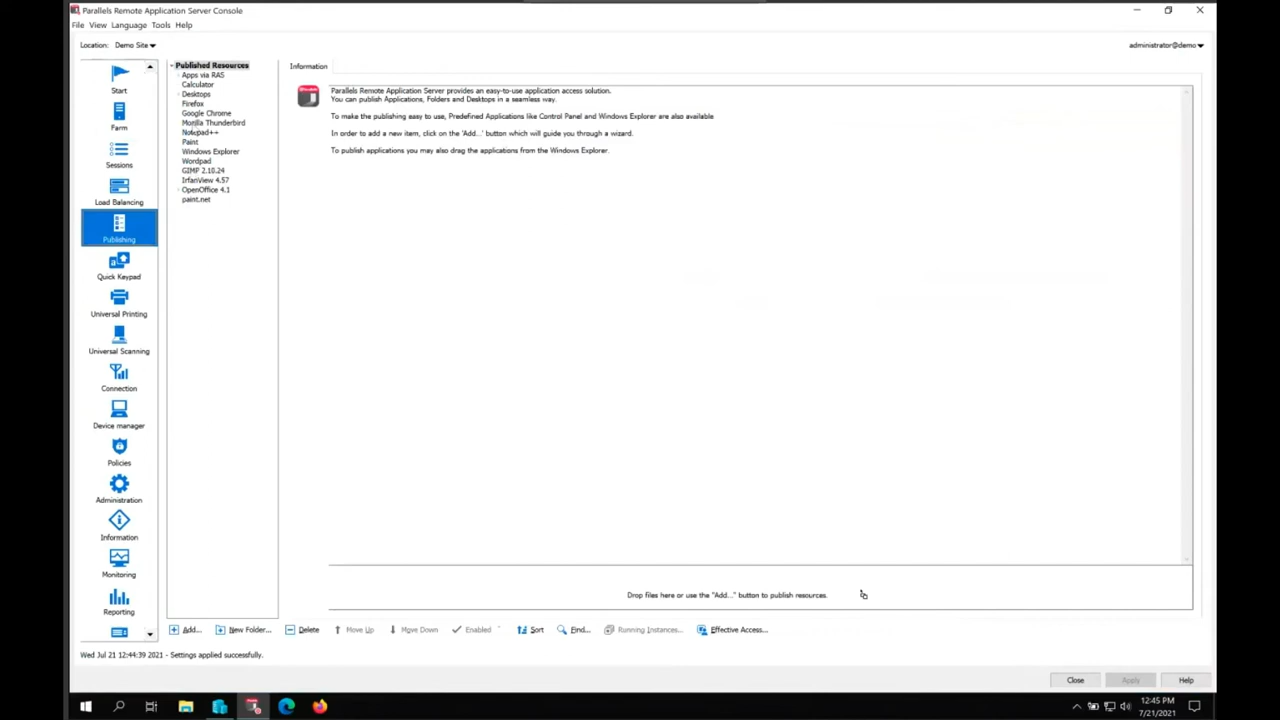 Parallels Remote Application Server Console
File View Language Tools Help
Location: Demo Site
administrator@demo
Start
Farm
Sessions
Load Balancing
Publishing
Quick Keypad
Universal Printing
Universal Scanning
Connection
Device manager
Policies
Administration
Information
Monitoring
Reporting
Published Resources
Apps via RAS
Calculator
Desktops
Firefox
Google Chrome
Mozilla Thunderbird
Notepad++
Paint
Windows Explorer
Wordpad
GIMP 2.10.24
IrfanView 4.57
OpenOffice 4.1
paint.net
Information
Parallels Remote Application Server provides an easy-to-use application access solution.
You can publish Applications, Folders and Desktops in a seamless way.
To make the publishing easy to use, Predefined Applications like Control Panel and Windows Explorer are also available
In order to add a new item, click on the 'Add...' button which will guide you through a wizard.
To publish applications you may also drag the applications from the Windows Explorer.
Drop files here or use the "Add..." button to publish resources.
Add... New Folder... Delete Move Up Move Down Enabled Sort Find... Running Instances... Effective Access...
Wed Jul 21 12:44:39 2021 - Settings applied successfully.
Close Apply Help
12:45 PM
7/21/2021